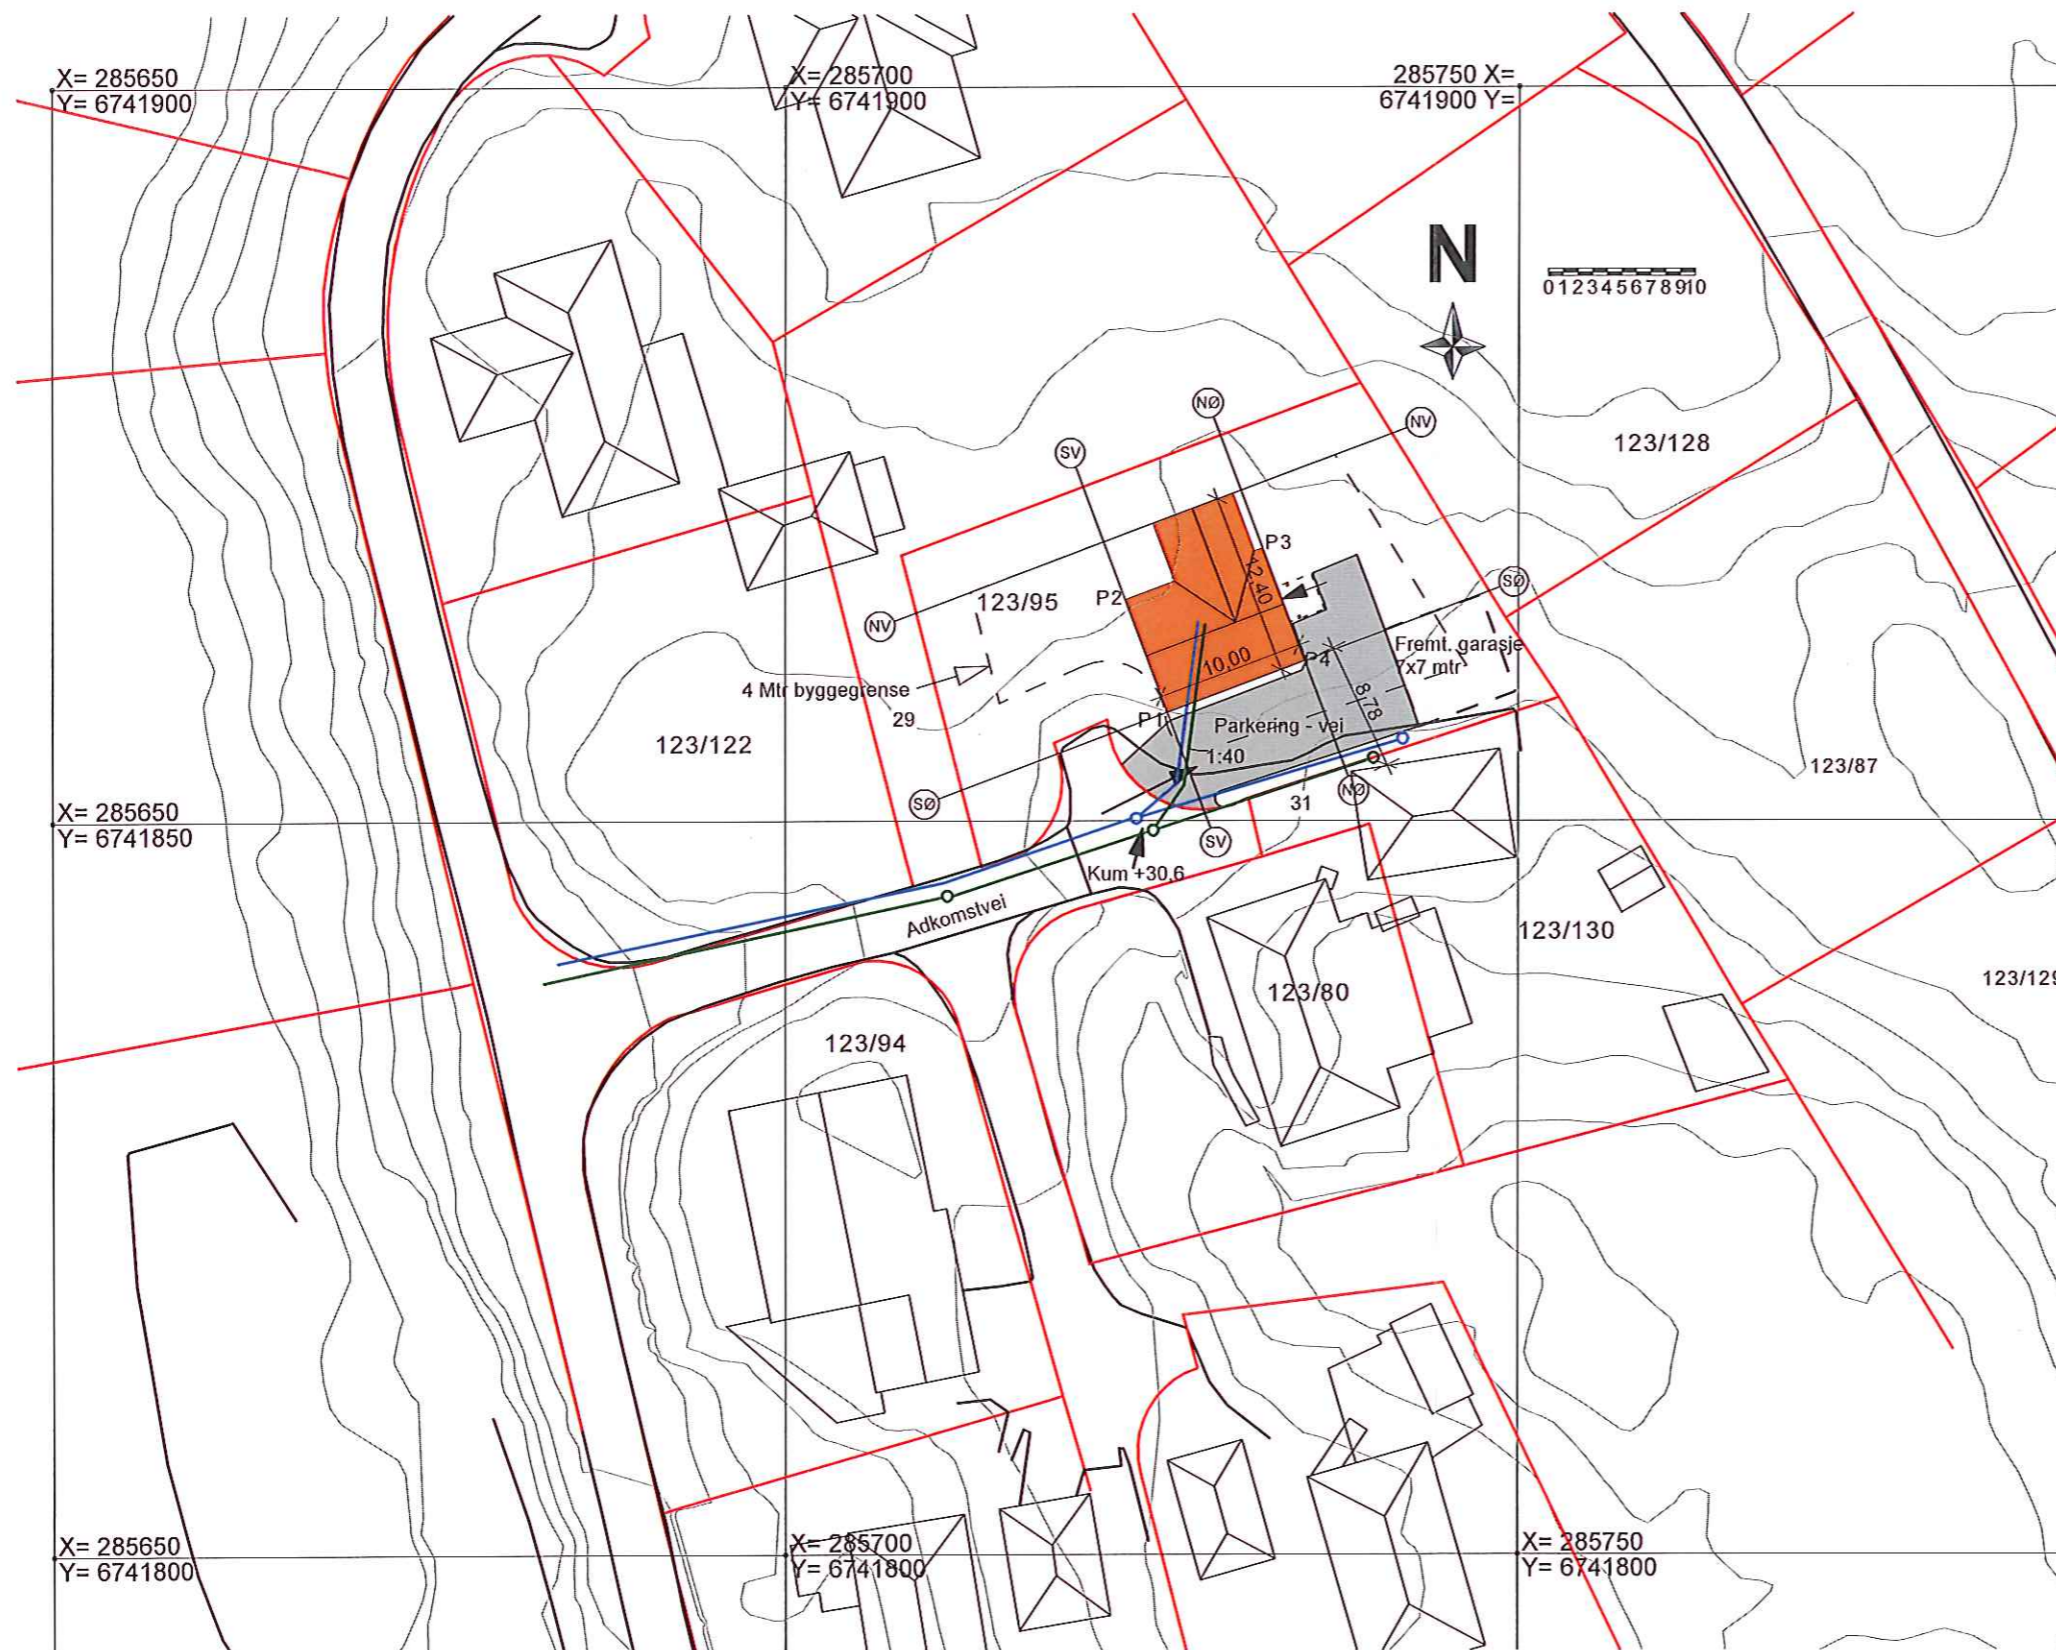 X= 285650
Y= 6741900
X= 285700
Y= 6741900
285750 X=
6741900 Y=
N
0 1 2 3 4 5 6 7 8 9 10
NØ
NV
SV
123/128
P3
12,40
SØ
P2
123/95
NV
Fremt. garasje
7x7 mtr
P4
10,00
4 Mtr byggegrense
29
8,78
P1
Parkering - vei
123/122
1:40
123/87
NØ
31
SØ
X= 285650
Y= 6741850
SV
Kum +30,6
Adkomstvei
123/130
123/129
123/80
123/94
X= 285650
Y= 6741800
X= 285700
Y= 6741800
X= 285750
Y= 6741800